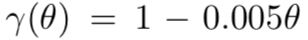 γ(θ) = 1 − 0.005θ